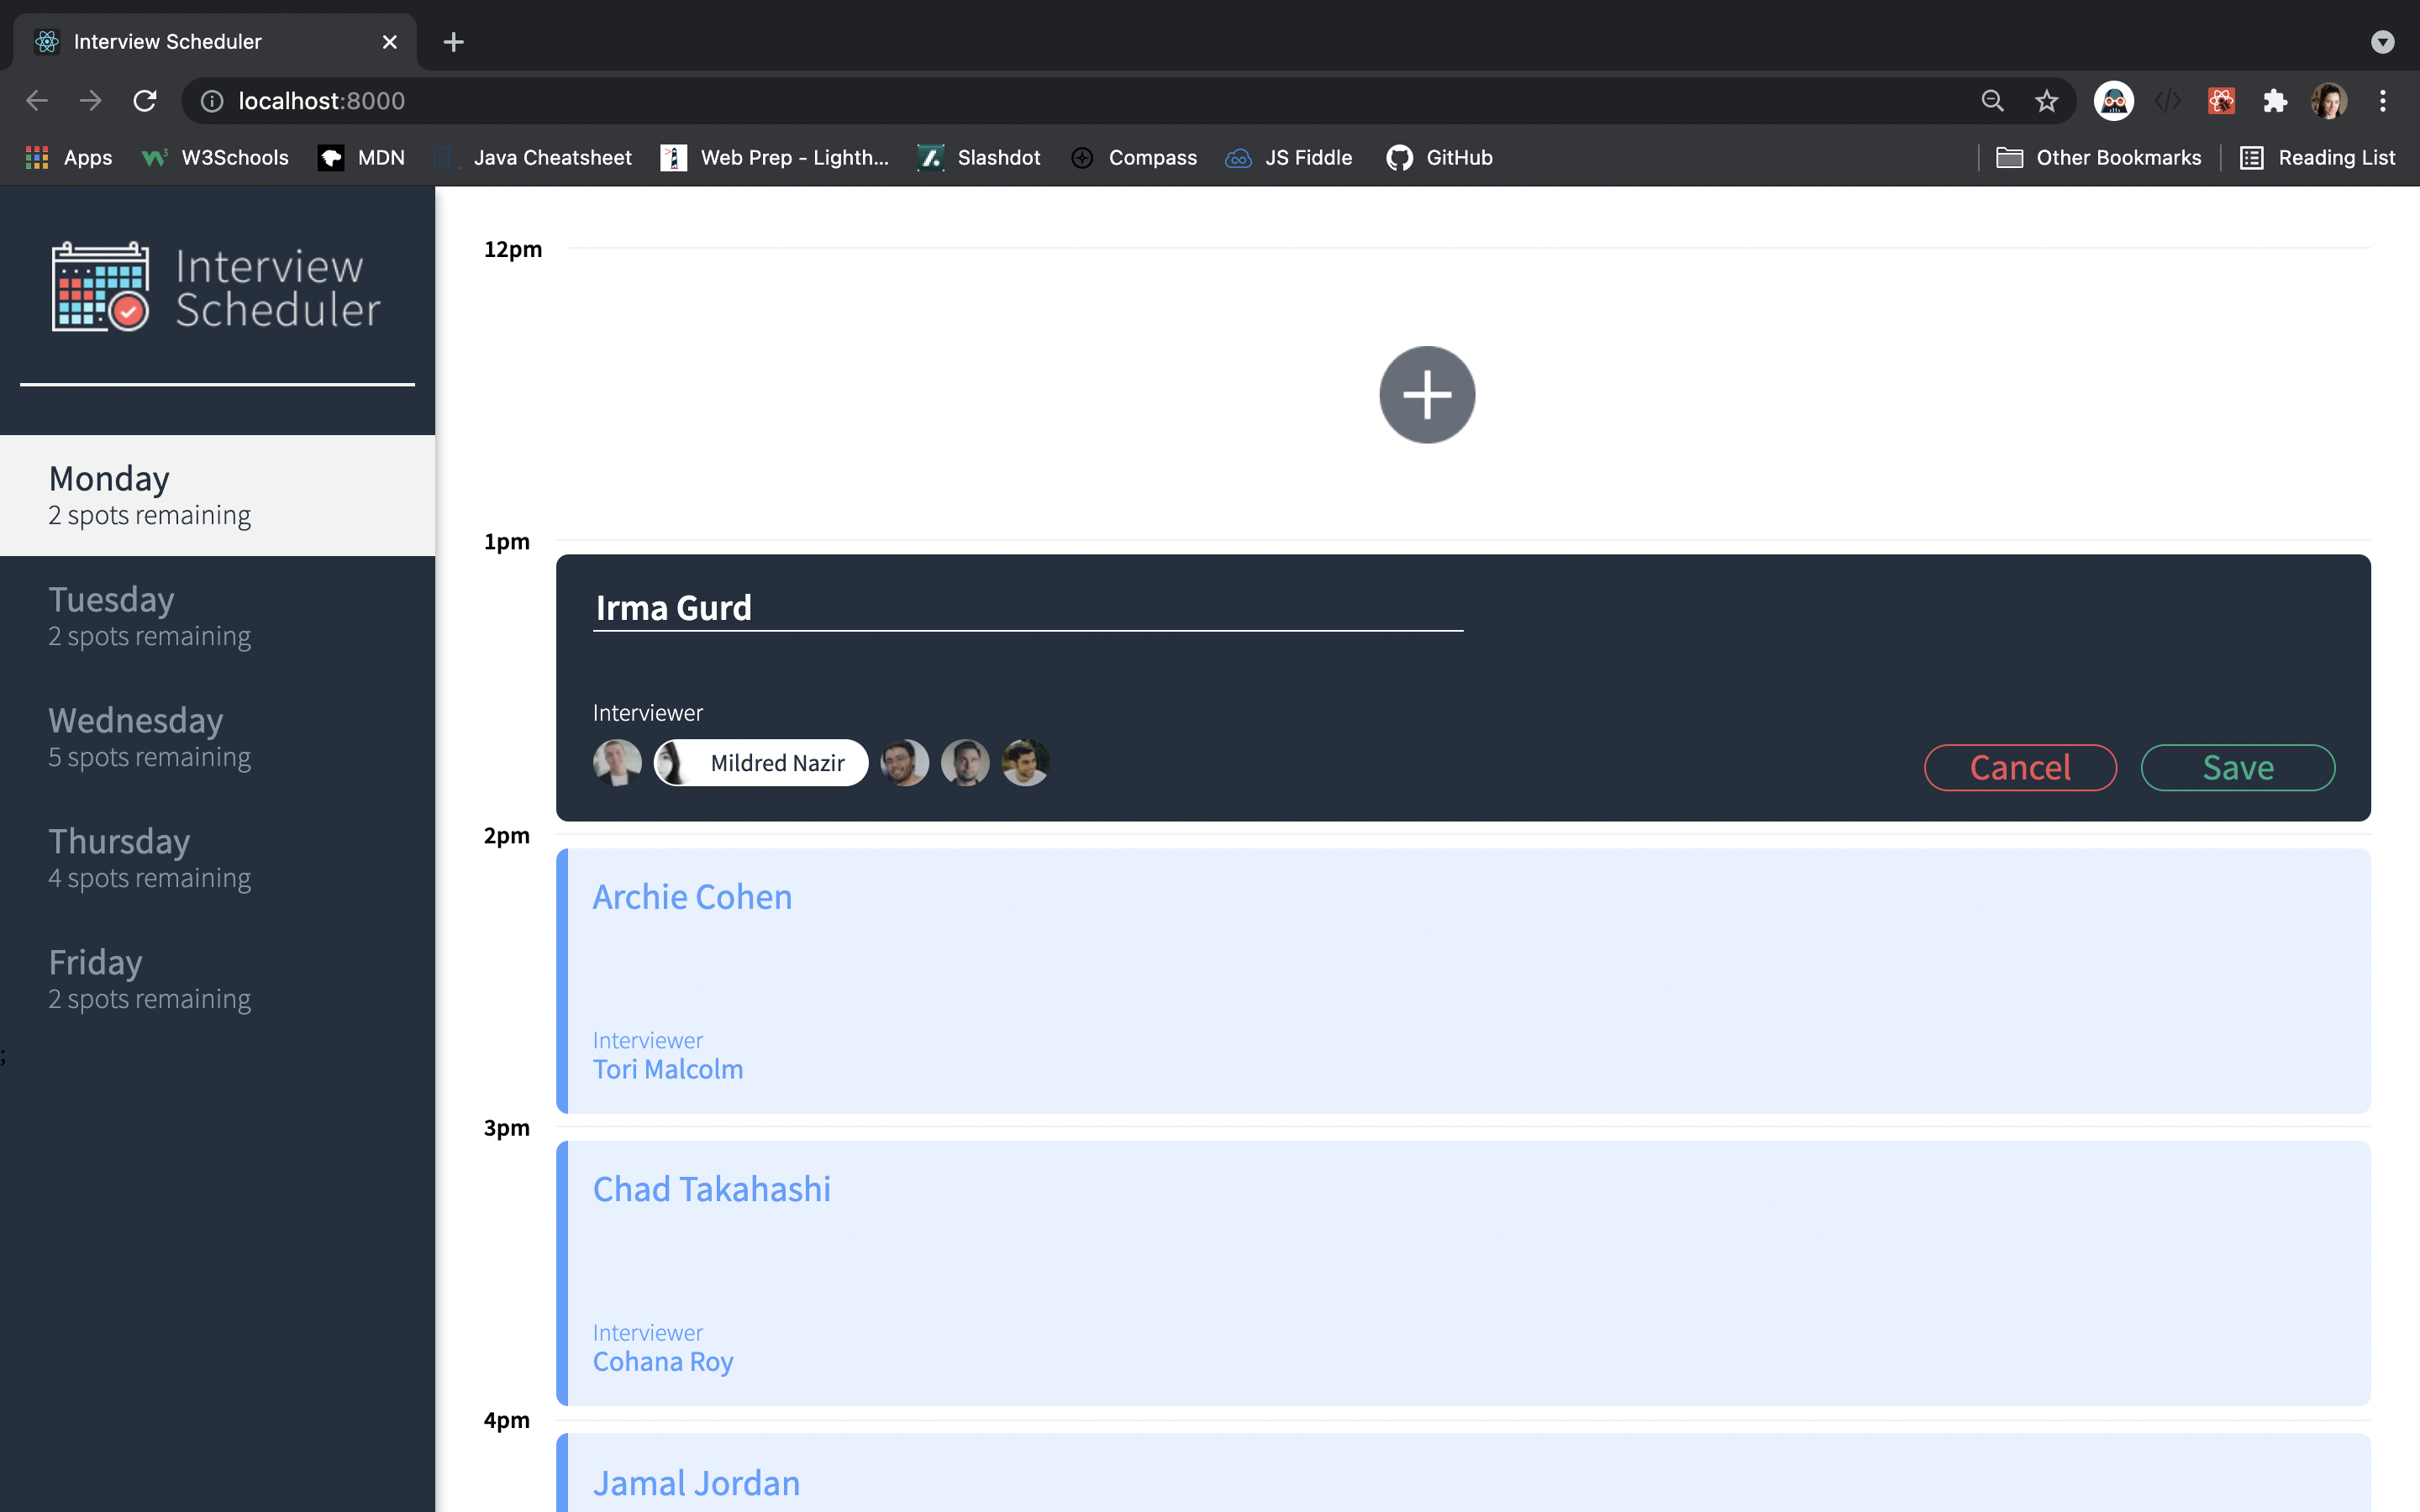 Interview Scheduler
localhost:8000
Apps W3Schools MDN Java Cheatsheet Web Prep - Lighth... Slashdot Compass JS Fiddle GitHub Other Bookmarks Reading List
Interview
Scheduler
Monday
2 spots remaining
Tuesday
2 spots remaining
Wednesday
5 spots remaining
Thursday
4 spots remaining
Friday
2 spots remaining
;
12pm
1pm
Irma Gurd
Interviewer
Mildred Nazir
Cancel Save
2pm
Archie Cohen
Interviewer
Tori Malcolm
3pm
Chad Takahashi
Interviewer
Cohana Roy
4pm
Jamal Jordan